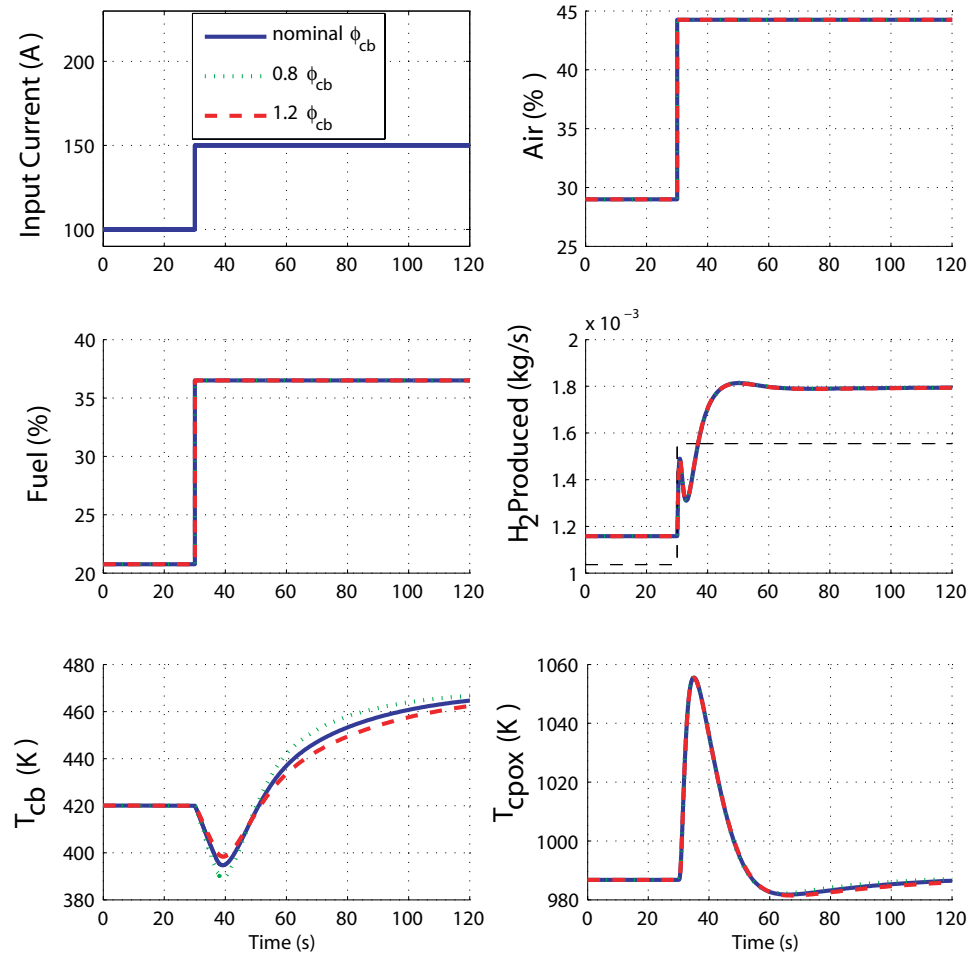 Input Current (A)
200
150
100
0 20 40 60 80 100 120
nominal ϕcb
0.8 ϕcb
1.2 ϕcb
Air (%)
45
40
35
30
25
0 20 40 60 80 100 120
Fuel (%)
40
35
30
25
20
0 20 40 60 80 100 120
H2Produced (kg/s)
x 10 −3
2
1.8
1.6
1.4
1.2
1
0 20 40 60 80 100 120
Tcb (K)
480
460
440
420
400
380
0 20 40 60 80 100 120
Time (s)
Tcpox (K)
1060
1040
1020
1000
980
0 20 40 60 80 100 120
Time (s)